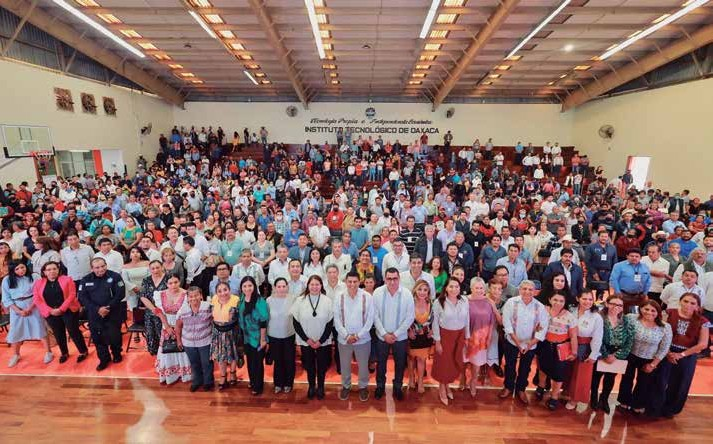 Tecnología Propia e Independencia Económica
INSTITUTO TECNOLÓGICO DE OAXACA